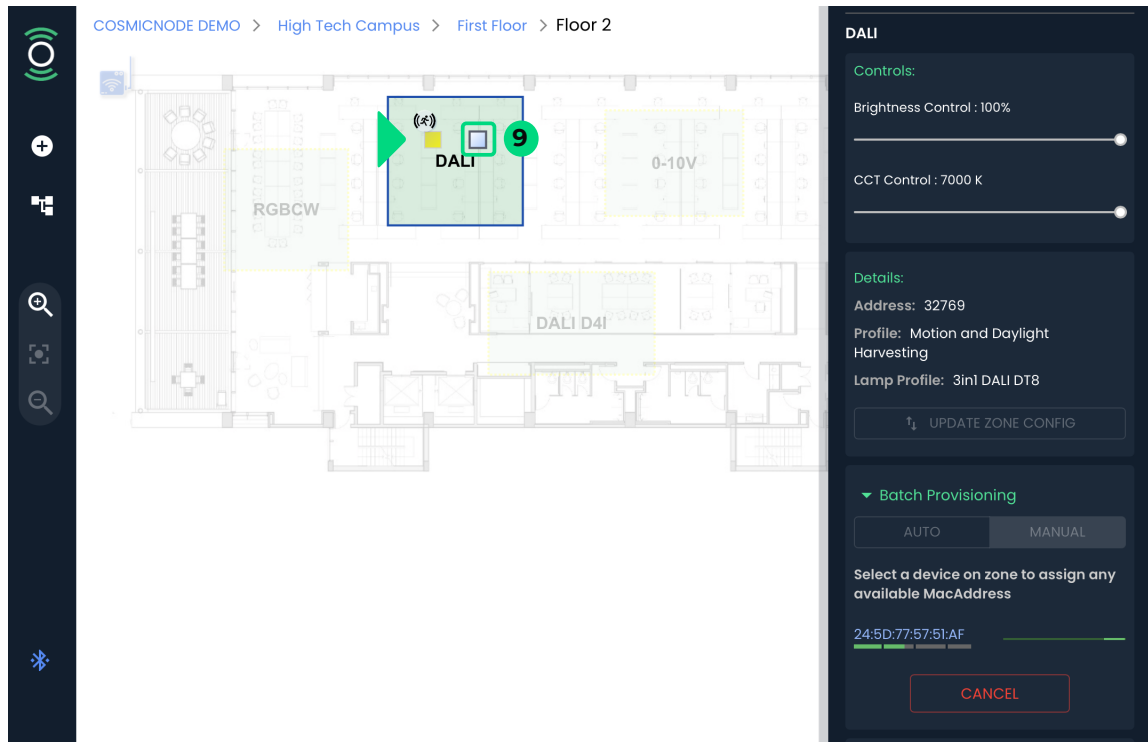 COSMICNODE DEMO > High Tech Campus > First Floor > Floor 2
DALI
9
0-10V
RGBCW
DALI D4I
DALI
Controls:
Brightness Control : 100%
CCT Control : 7000 K
Details:
Address: 32769
Profile: Motion and Daylight
Harvesting
Lamp Profile: 3in1 DALI DT8
UPDATE ZONE CONFIG
Batch Provisioning
AUTO
MANUAL
Select a device on zone to assign any
available MacAddress
24:5D:77:57:51:AF
CANCEL